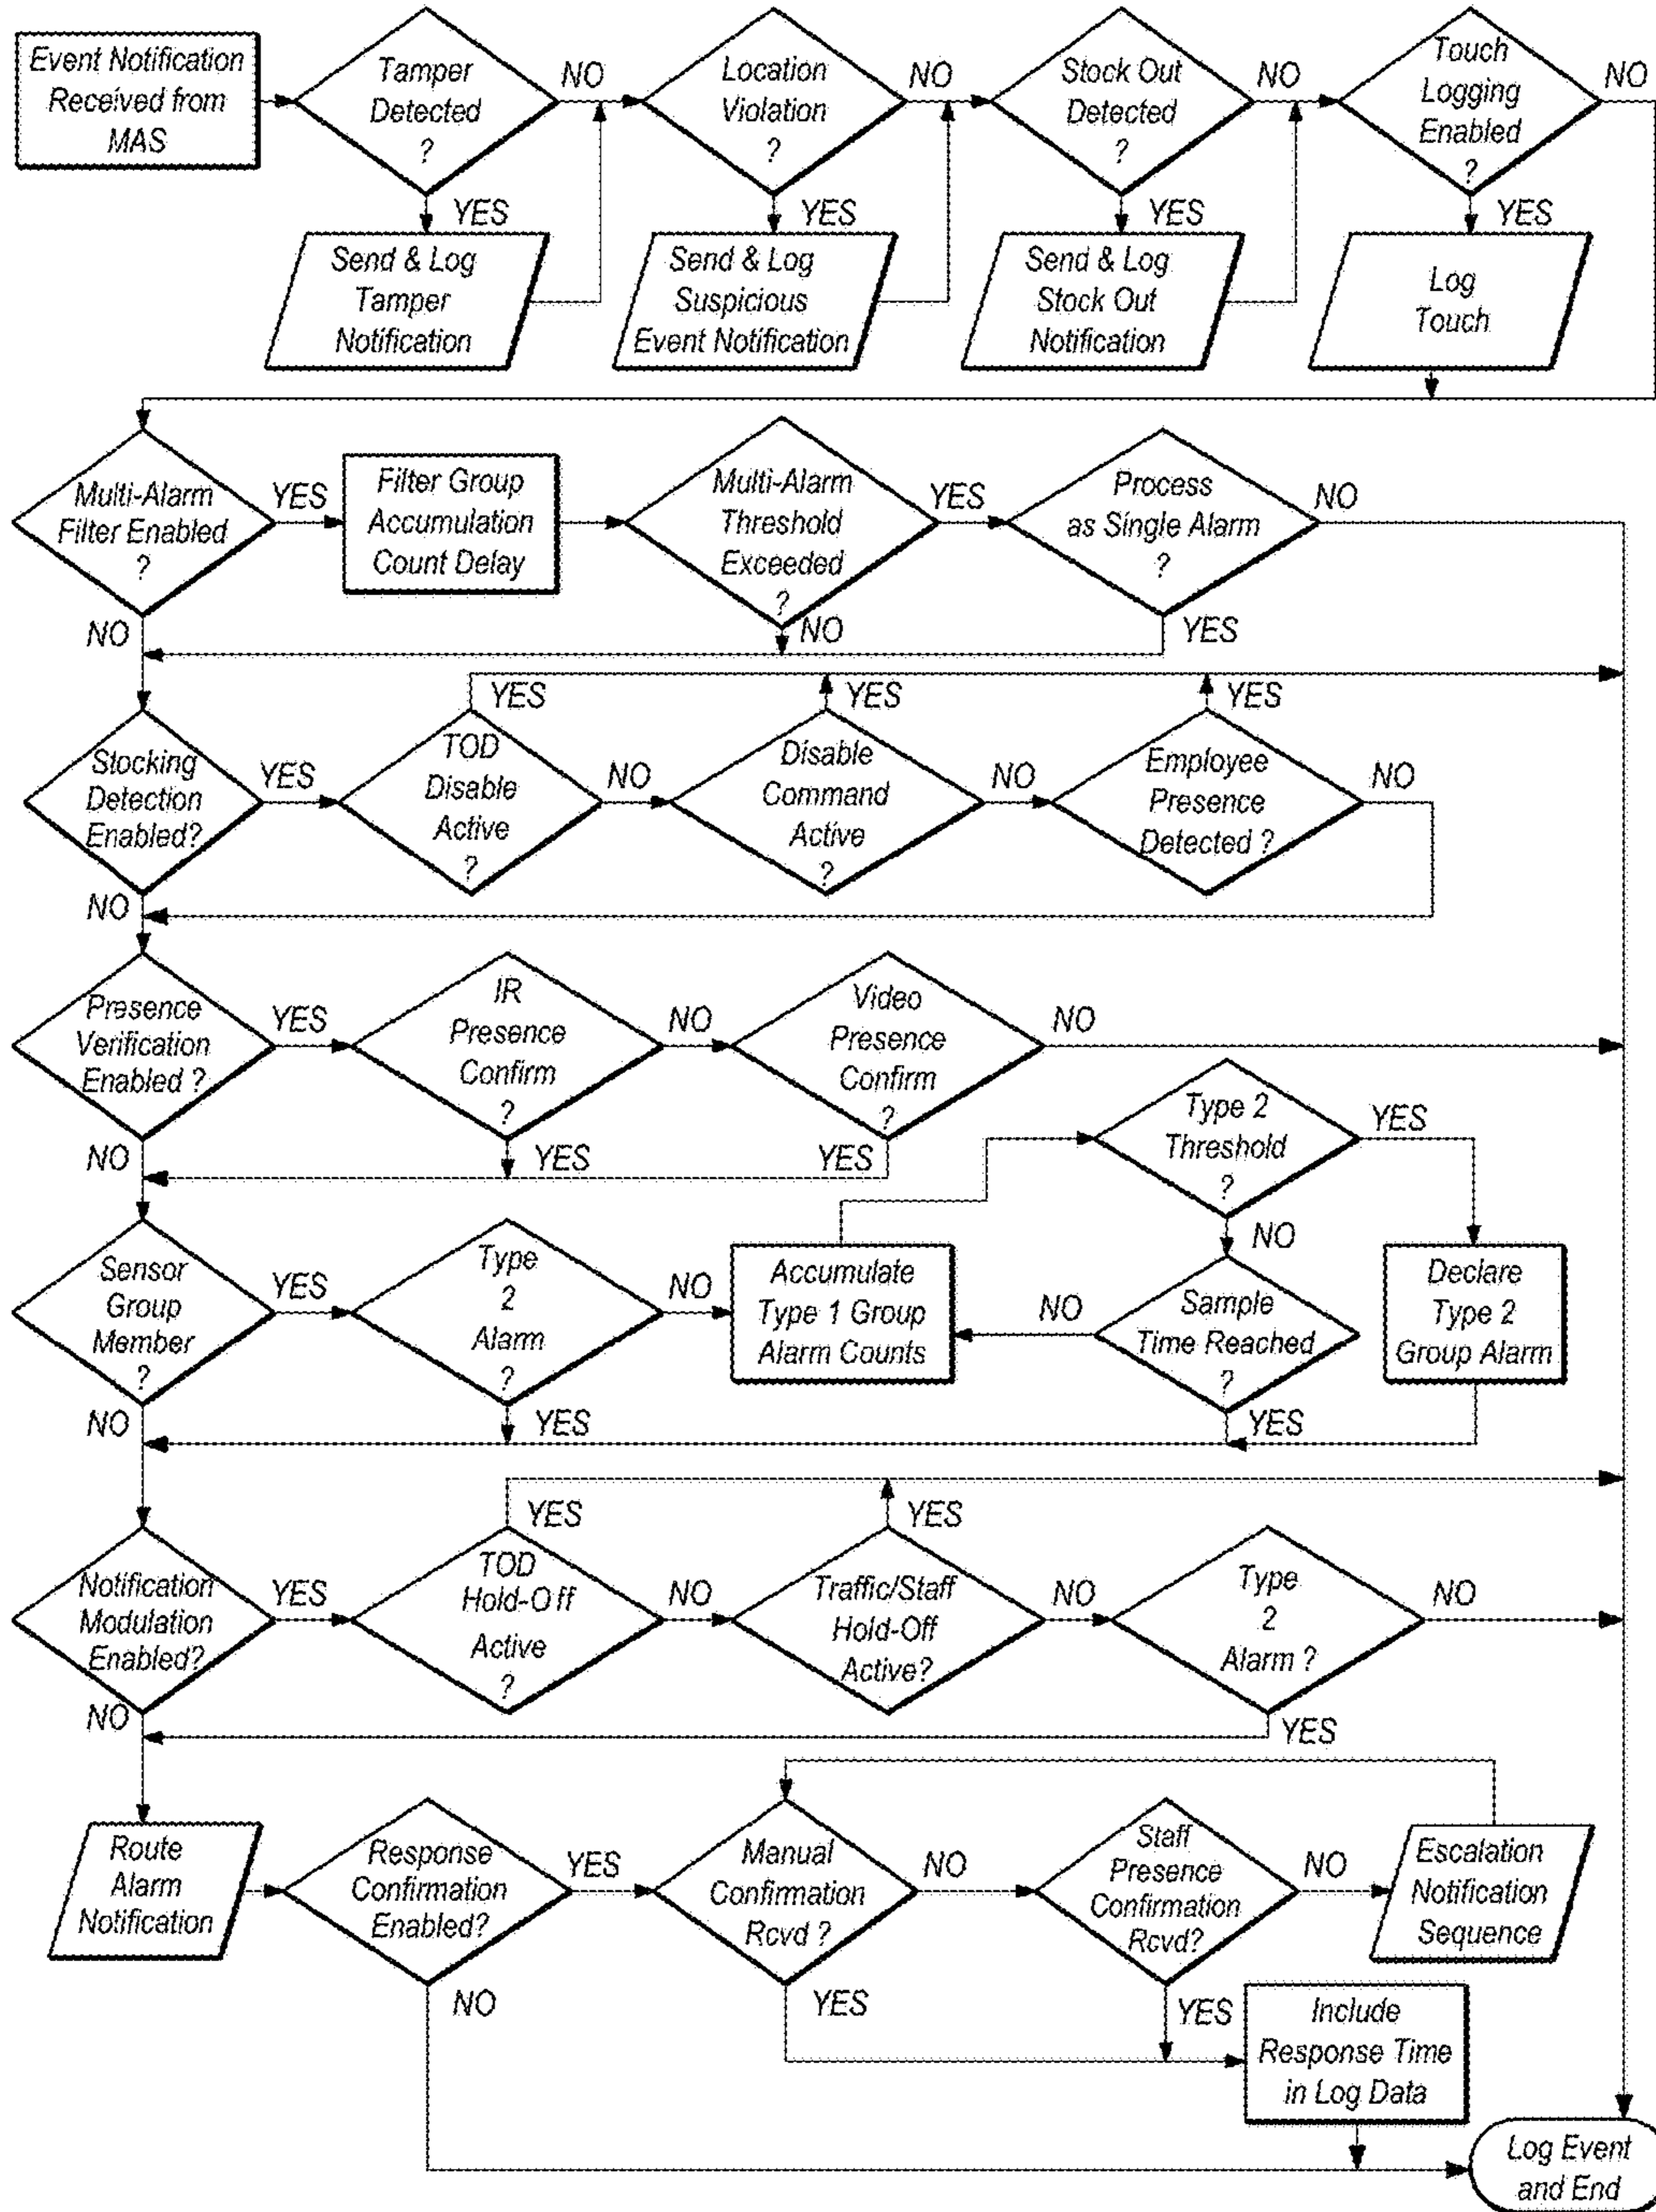 Event Notification
Received from
MAS
Tamper
Detected
?
NO
YES
Send & Log
Tamper
Notification
Location
Violation
?
NO
YES
Send & Log
Suspicious
Event Notification
Stock Out
Detected
?
NO
YES
Send & Log
Stock Out
Notification
Touch
Logging
Enabled
?
NO
YES
Log
Touch
Multi-Alarm
Filter Enabled
?
YES
NO
Filter Group
Accumulation
Count Delay
Multi-Alarm
Threshold
Exceeded
?
YES
NO
Process
as Single Alarm
?
NO
YES
Stocking
Detection
Enabled?
YES
NO
TOD
Disable
Active
?
YES
NO
Disable
Command
Active
?
YES
NO
Employee
Presence
Detected ?
YES
NO
Presence
Verification
Enabled ?
YES
NO
IR
Presence
Confirm
?
NO
YES
Video
Presence
Confirm
?
NO
YES
Sensor
Group
Member
?
YES
NO
Type
2
Alarm
?
NO
YES
Accumulate
Type 1 Group
Alarm Counts
Type 2
Threshold
?
YES
NO
Sample
Time Reached
?
NO
YES
Declare
Type 2
Group Alarm
Notification
Modulation
Enabled?
YES
NO
TOD
Hold-Off
Active
?
YES
NO
Traffic/Staff
Hold-Off
Active?
YES
NO
Type
2
Alarm ?
NO
YES
Route
Alarm
Notification
Response
Confirmation
Enabled?
YES
NO
Manual
Confirmation
Rcvd ?
NO
YES
Staff
Presence
Confirmation
Rcvd?
NO
YES
Escalation
Notification
Sequence
Include
Response Time
in Log Data
Log Event
and End